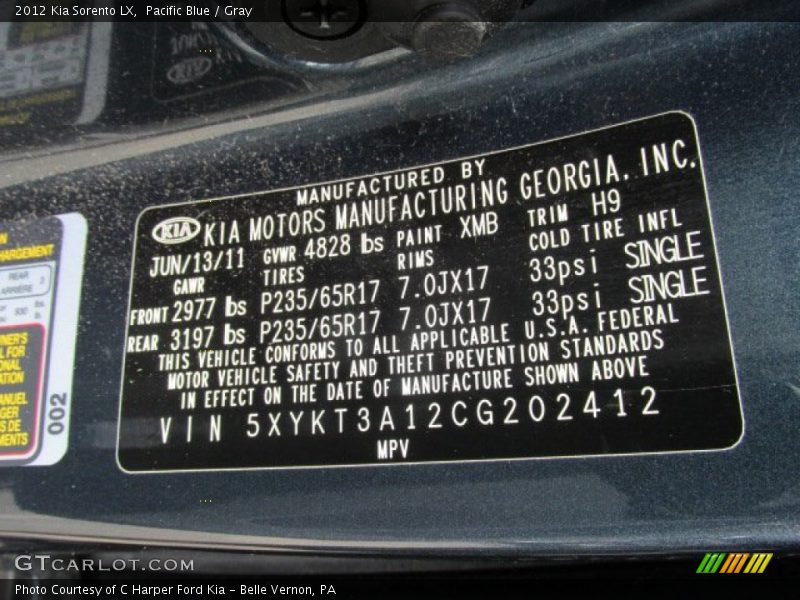 2012 Kia Sorento LX, Pacific Blue / Gray
KIA
MANUFACTURED BY
KIA KIA MOTORS MANUFACTURING GEORGIA, INC.
JUN/13/11 GVWR 4828 lbs PAINT XMB TRIM H9
GAWR TIRES RIMS COLD TIRE INFL
FRONT 2977 lbs P235/65R17 7.0JX17 33psi SINGLE
REAR 3197 lbs P235/65R17 7.0JX17 33psi SINGLE
THIS VEHICLE CONFORMS TO ALL APPLICABLE U.S.A. FEDERAL
MOTOR VEHICLE SAFETY AND THEFT PREVENTION STANDARDS
IN EFFECT ON THE DATE OF MANUFACTURE SHOWN ABOVE
VIN 5XYKT3A12CG202412
MPV
REAR
002
GTCARLOT.COM
Photo Courtesy of C Harper Ford Kia - Belle Vernon, PA